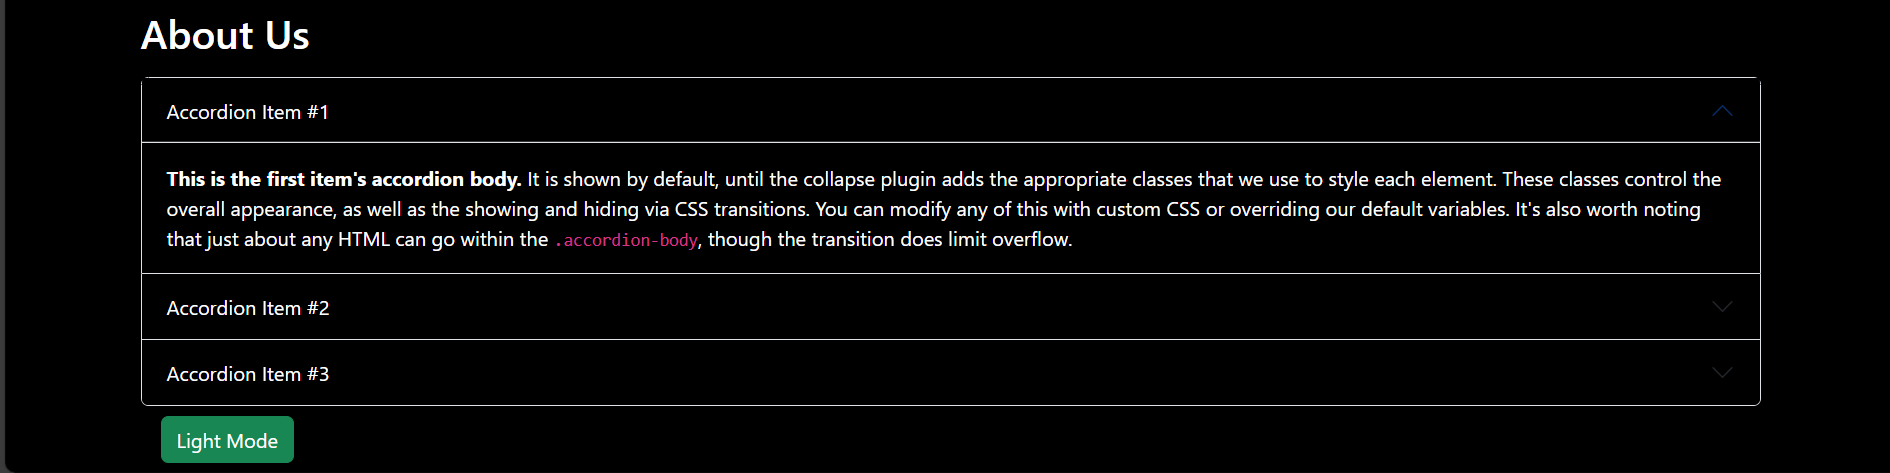 About Us
Accordion Item #1
This is the first item's accordion body. It is shown by default, until the collapse plugin adds the appropriate classes that we use to style each element. These classes control the
overall appearance, as well as the showing and hiding via CSS transitions. You can modify any of this with custom CSS or overriding our default variables. It's also worth noting
that just about any HTML can go within the .accordion-body, though the transition does limit overflow.
Accordion Item #2
Accordion Item #3
Light Mode